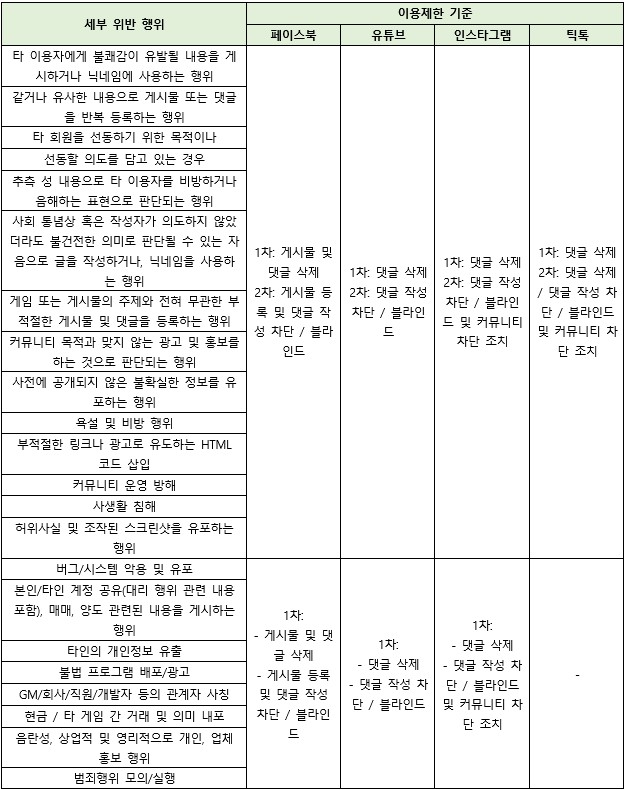 세부 위반 행위
이용제한 기준
페이스북
유튜브
인스타그램
틱톡
타 이용자에게 불쾌감이 유발될 내용을 게
시하거나 닉네임에 사용하는 행위
같거나 유사한 내용으로 게시물 또는 댓글
을 반복 등록하는 행위
타 회원을 선동하기 위한 목적이나
선동할 의도를 담고 있는 경우
추측 성 내용으로 타 이용자를 비방하거나
음해하는 표현으로 판단되는 행위
사회 통념상 혹은 작성자가 의도하지 않았
더라도 불건전한 의미로 판단될 수 있는 자
음으로 글을 작성하거나, 닉네임을 사용하
는 행위
게임 또는 게시물의 주제와 전혀 무관한 부
적절한 게시물 및 댓글을 등록하는 행위
커뮤니티 목적과 맞지 않는 광고 및 홍보를
하는 것으로 판단되는 행위
사전에 공개되지 않은 불확실한 정보를 유
포하는 행위
욕설 및 비방 행위
부적절한 링크나 광고로 유도하는 HTML
코드 삽입
커뮤니티 운영 방해
사생활 침해
허위사실 및 조작된 스크린샷을 유포하는
행위
1차: 게시물 및
댓글 삭제
2차: 게시물 등
록 및 댓글 작
성 차단 / 블라
인드
1차: 댓글 삭제
2차: 댓글 작성
차단 / 블라인
드
1차: 댓글 삭제
2차: 댓글 작성
차단 / 블라인
드 및 커뮤니티
차단 조치
1차: 댓글 삭제
2차: 댓글 삭제
/ 댓글 작성 차
단 / 블라인드
및 커뮤니티 차
단 조치
버그/시스템 악용 및 유포
본인/타인 계정 공유(대리 행위 관련 내용
포함), 매매, 양도 관련된 내용을 게시하는
행위
타인의 개인정보 유출
불법 프로그램 배포/광고
GM/회사/직원/개발자 등의 관계자 사칭
현금 / 타 게임 간 거래 및 의미 내포
음란성, 상업적 및 영리적으로 개인, 업체
홍보 행위
범죄행위 모의/실행
1차:
- 게시물 및 댓
글 삭제
- 게시물 등록
및 댓글 작성
차단 / 블라인
드
1차:
- 댓글 삭제
- 댓글 작성 차
단 / 블라인드
1차:
- 댓글 삭제
- 댓글 작성 차
단 / 블라인드
및 커뮤니티 차
단 조치
-